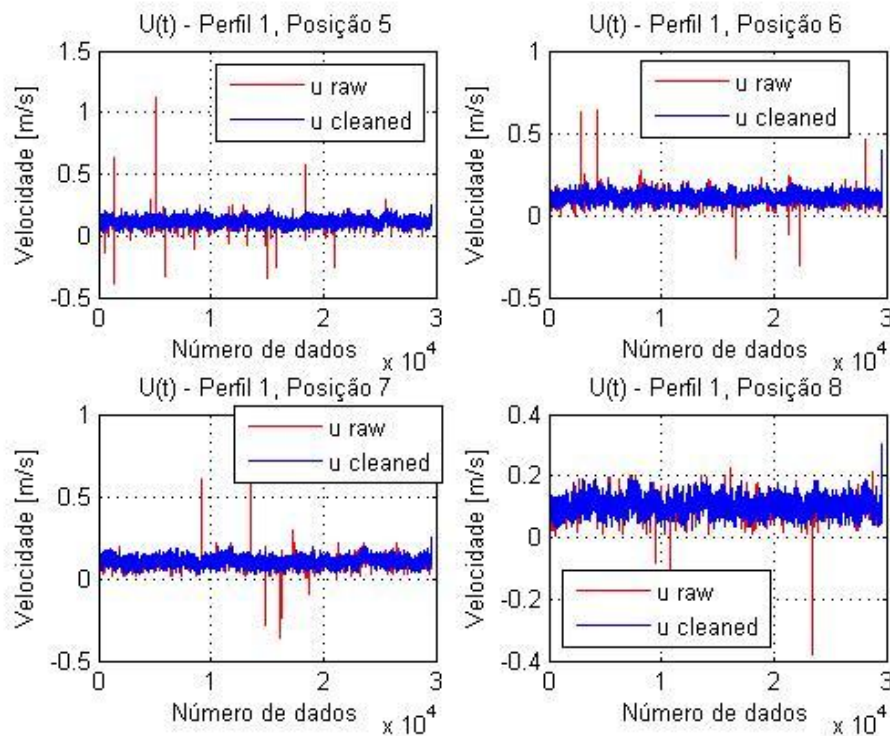 U(t) - Perfil 1, Posição 5
1.5
1
0.5
0
-0.5
Velocidade [m/s]
u raw
u cleaned
0
1
2
3
Número de dados
x 10^4
U(t) - Perfil 1, Posição 6
1
0.5
0
-0.5
Velocidade [m/s]
u raw
u cleaned
0
1
2
3
Número de dados
x 10^4
U(t) - Perfil 1, Posição 7
1
0.5
0
-0.5
Velocidade [m/s]
u raw
u cleaned
0
1
2
3
Número de dados
x 10^4
U(t) - Perfil 1, Posição 8
0.4
0.2
0
-0.2
-0.4
Velocidade [m/s]
u raw
u cleaned
0
1
2
3
Número de dados
x 10^4